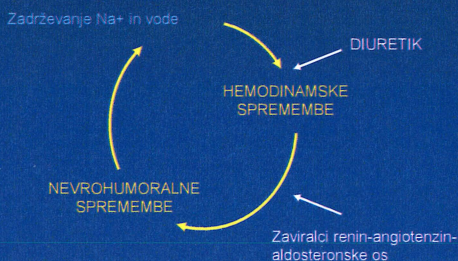 Zadrževanje Na+ in vode
DIURETIK
HEMODINAMSKE
SPREMEMBE
NEVROHUMORALNE
SPREMEMBE
Zaviralci renin-angiotenzin-
aldosteronske os